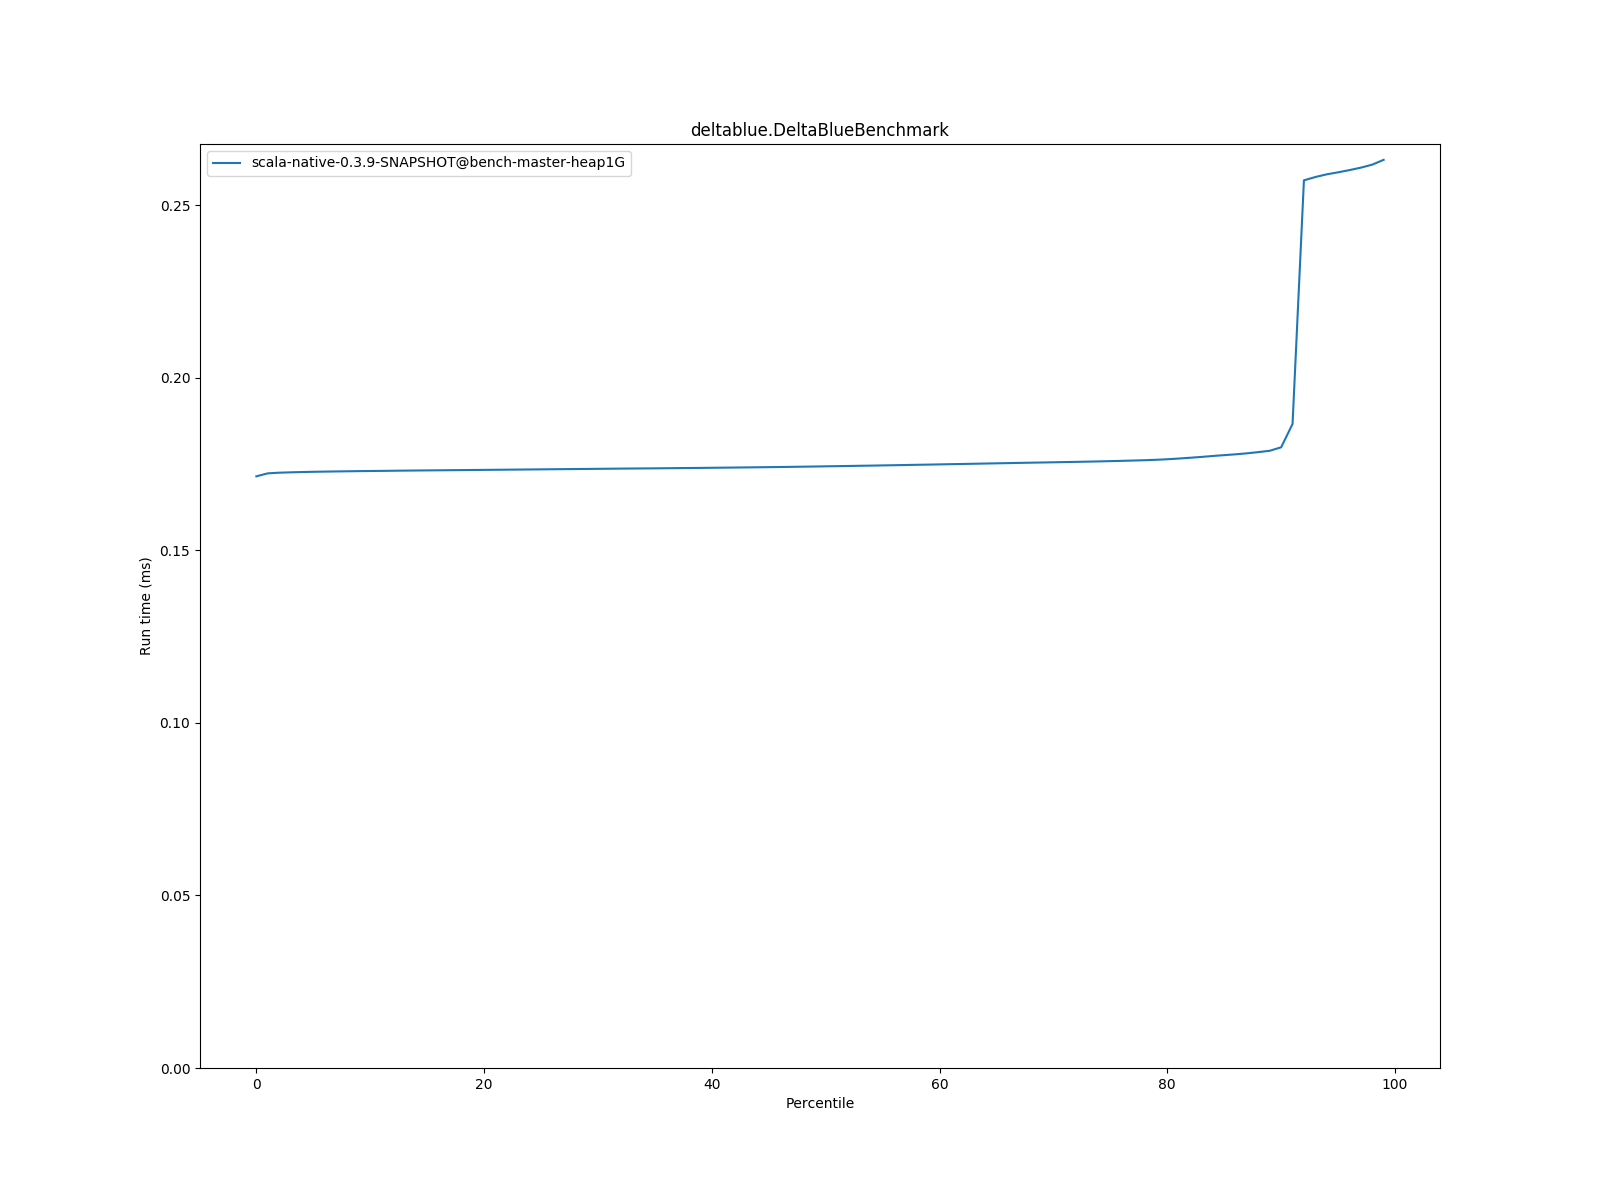 deltablue.DeltaBlueBenchmark
scala-native-0.3.9-SNAPSHOT@bench-master-heap1G
0.25
0.20
0.15
0.10
0.05
0.00
Run time (ms)
0 20 40 60 80 100
Percentile